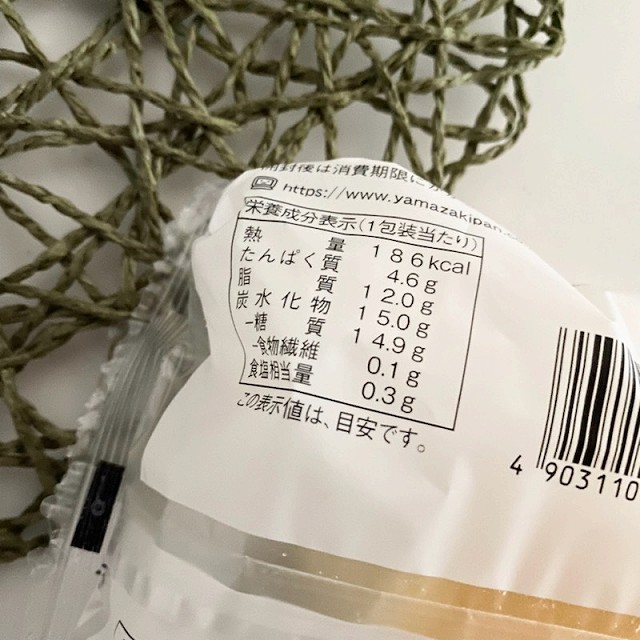 開封後は消費期限に
https://www.yamazakipan.
栄養成分表示(1包装当たり)
熱量 186kcal
たんぱく質 4.6g
脂質 12.0g
炭水化物 15.0g
-糖質 14.9g
-食物繊維 0.1g
食塩相当量 0.3g
この表示値は、目安です。
4 903110